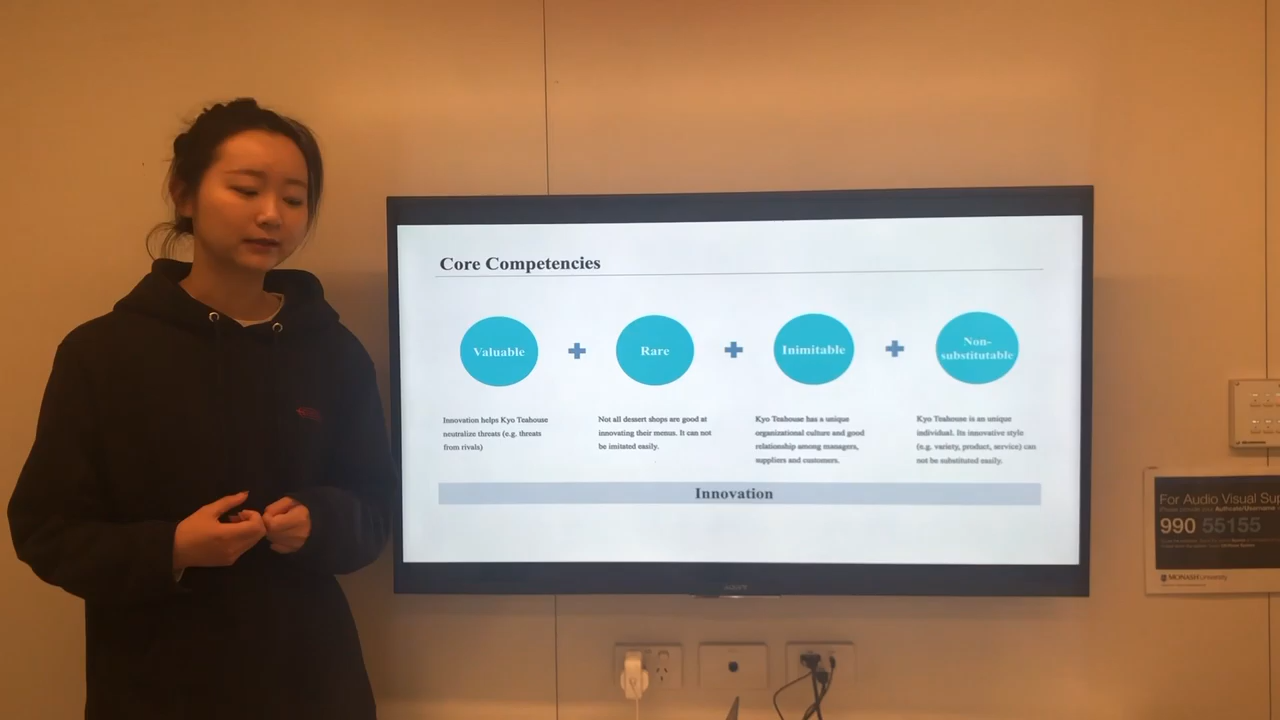 Core Competencies
Valuable
Rare
Inimitable
Non-
substitutable
Innovation helps Kyo Teahouse
neutralize threats (e.g. threats
from rivals)
Not all dessert shops are good at
innovating their menus. It can not
be imitated easily.
Kyo Teahouse has a unique
organizational culture and good
relationship among managers,
suppliers and customers.
Kyo Teahouse is an unique
individual. Its innovative style
(e.g. variety, product, service) can
not be substituted easily.
Innovation
For Audio Visual Sup
Authcate/Username
990 55155
MONASH University